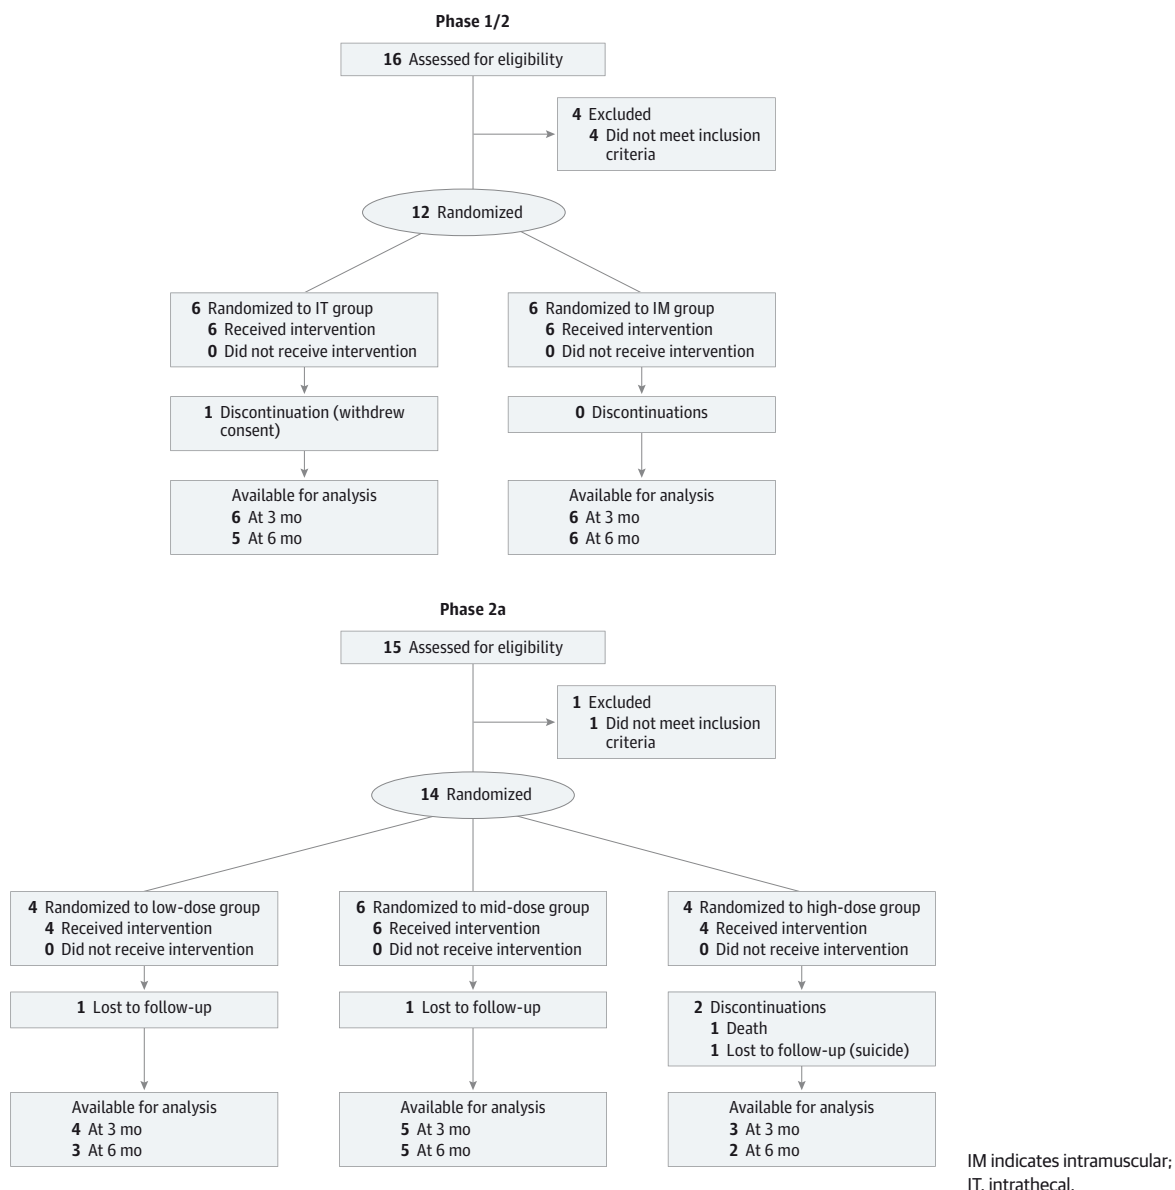 Phase 1/2
16 Assessed for eligibility
4 Excluded
4 Did not meet inclusion
criteria
12 Randomized
6 Randomized to IT group
6 Received intervention
0 Did not receive intervention
6 Randomized to IM group
6 Received intervention
0 Did not receive intervention
1 Discontinuation (withdrew
consent)
0 Discontinuations
Available for analysis
6 At 3 mo
5 At 6 mo
Available for analysis
6 At 3 mo
6 At 6 mo
Phase 2a
15 Assessed for eligibility
1 Excluded
1 Did not meet inclusion
criteria
14 Randomized
4 Randomized to low-dose group
4 Received intervention
0 Did not receive intervention
6 Randomized to mid-dose group
6 Received intervention
0 Did not receive intervention
4 Randomized to high-dose group
4 Received intervention
0 Did not receive intervention
1 Lost to follow-up
1 Lost to follow-up
2 Discontinuations
1 Death
1 Lost to follow-up (suicide)
Available for analysis
4 At 3 mo
3 At 6 mo
Available for analysis
5 At 3 mo
5 At 6 mo
Available for analysis
3 At 3 mo
2 At 6 mo
IM indicates intramuscular;
IT, intrathecal.